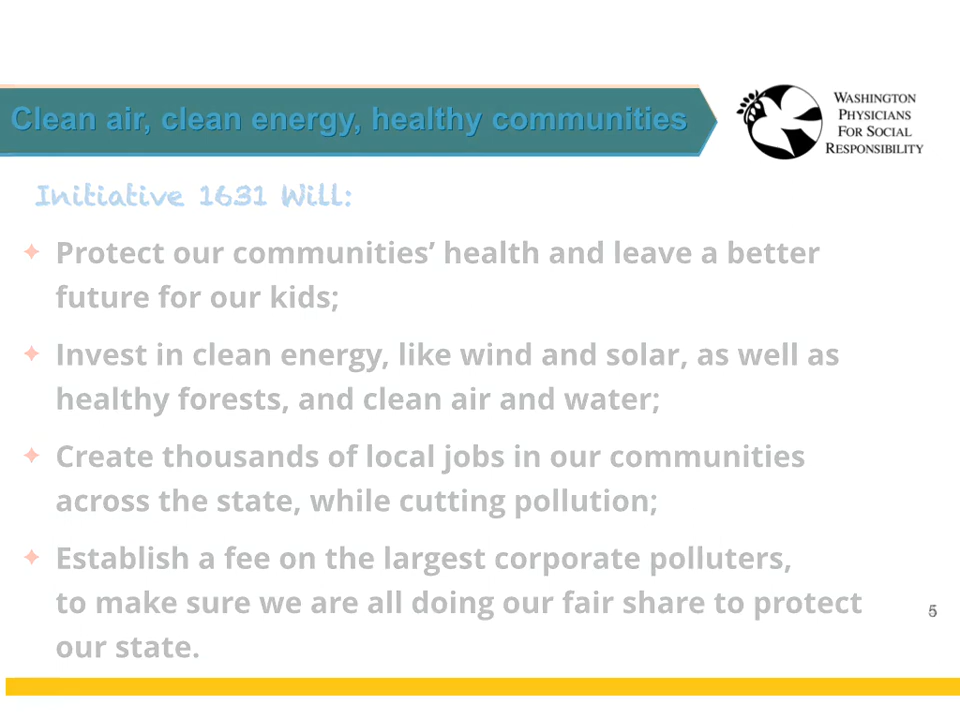 Clean air, clean energy, healthy communities
WASHINGTON
PHYSICIANS
FOR SOCIAL
RESPONSIBILITY
Initiative 1631 Will:
Protect our communities’ health and leave a better
future for our kids;
Invest in clean energy, like wind and solar, as well as
healthy forests, and clean air and water;
Create thousands of local jobs in our communities
across the state, while cutting pollution;
Establish a fee on the largest corporate polluters,
to make sure we are all doing our fair share to protect
our state.
5